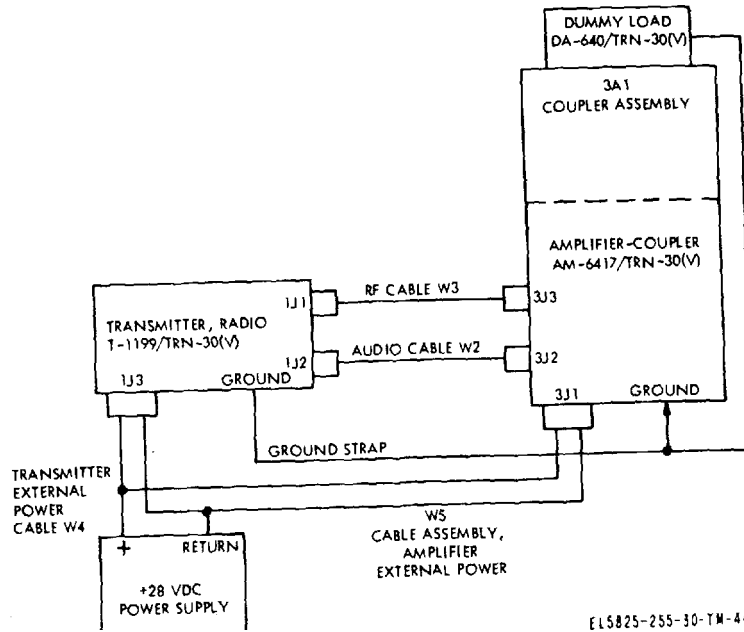 DUMMY LOAD
DA-640/TRN-30(V)
3A1
COUPLER ASSEMBLY
AMPLIFIER-COUPLER
AM-6417/TRN-30(V)
1J1
RF CABLE W3
3J3
TRANSMITTER, RADIO
T-1199/TRN-30(V)
1J2
AUDIO CABLE W2
3J2
1J3
GROUND
3J1
GROUND
GROUND STRAP
TRANSMITTER
EXTERNAL
POWER
CABLE W4
+
RETURN
W5
CABLE ASSEMBLY,
AMPLIFIER
EXTERNAL POWER
+28 VDC
POWER SUPPLY
EL5825-255-30-TM-4